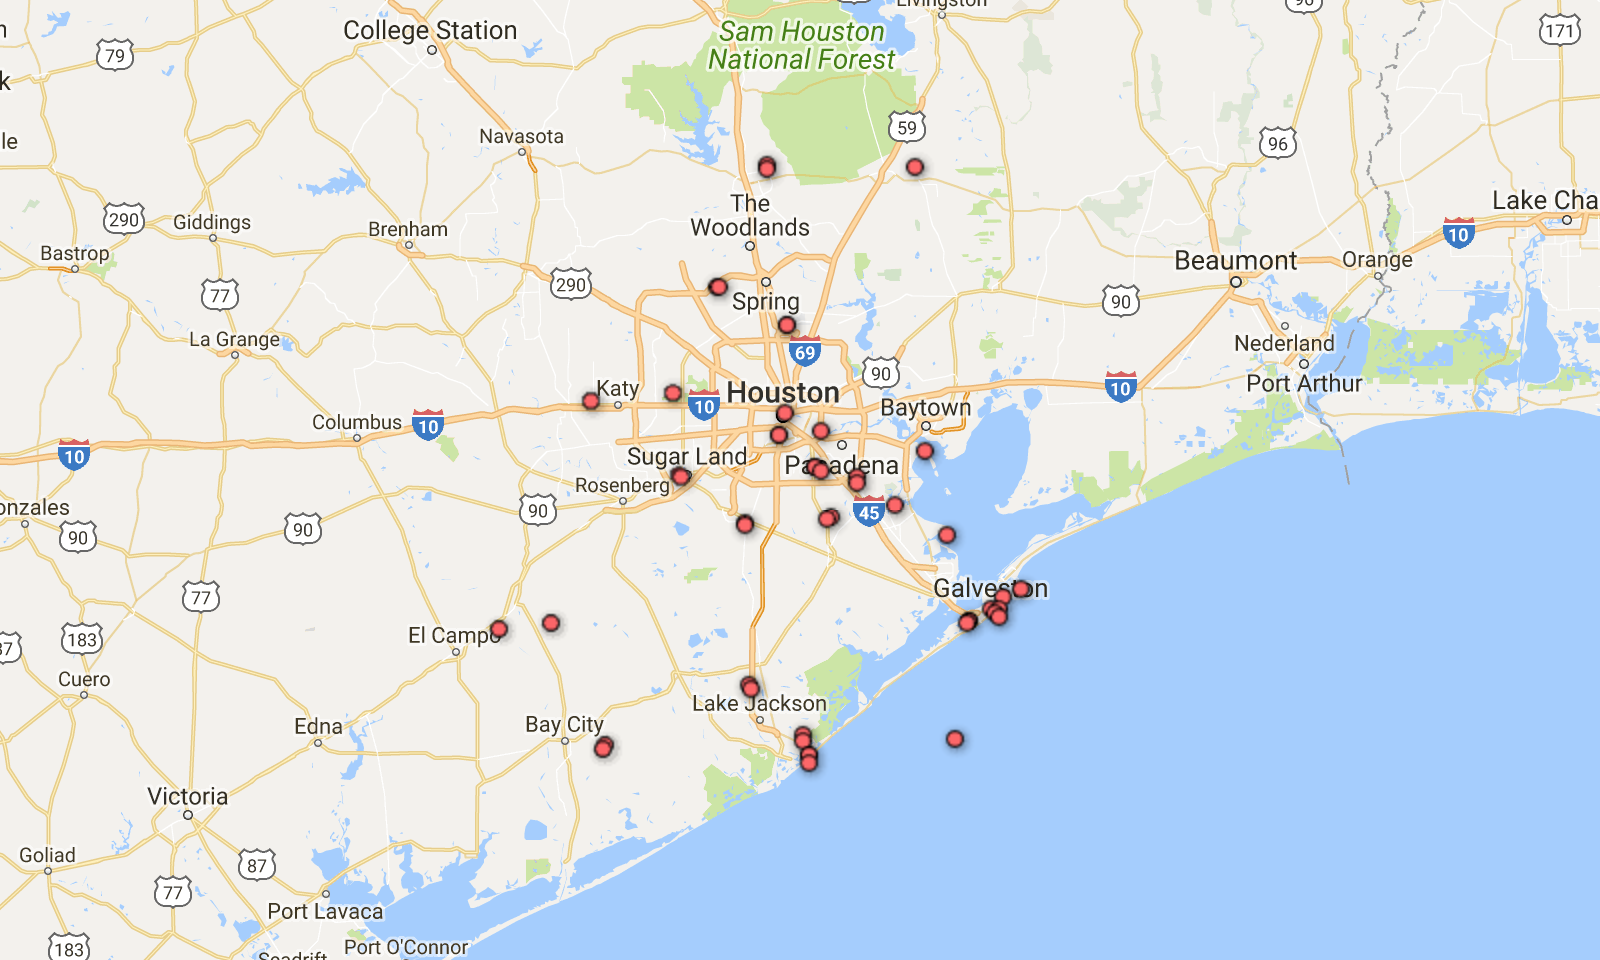 Livingston
96
College Station
Sam Houston
National Forest
171
79
k
59
Navasota
le
96
The
Woodlands
Lake Cha
290
Giddings
Brenham
10
Bastrop
Beaumont
Orange
290
77
90
Spring
La Grange
Nederland
69
90
Port Arthur
Katy
Houston
10
10
Baytown
Columbus
10
10
Sugar Land
Pasadena
Rosenberg
onzales
90
45
90
90
Galveston
77
El Campo
183
37
Cuero
Lake Jackson
Edna
Bay City
Victoria
Goliad
87
77
Port Lavaca
183
Port O'Connor
Seadrift